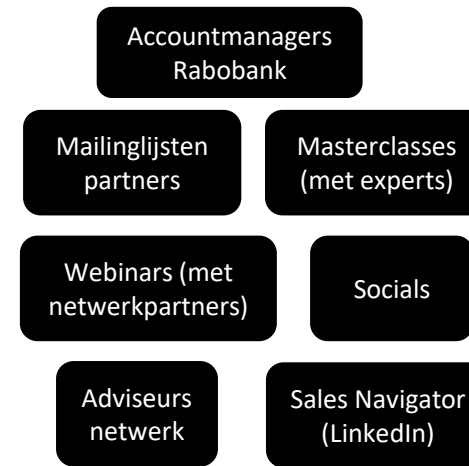 Accountmanagers
Rabobank
Mailinglijsten
partners
Masterclasses
(met experts)
Webinars (met
netwerkpartners)
Socials
Adviseurs
netwerk
Sales Navigator
(LinkedIn)